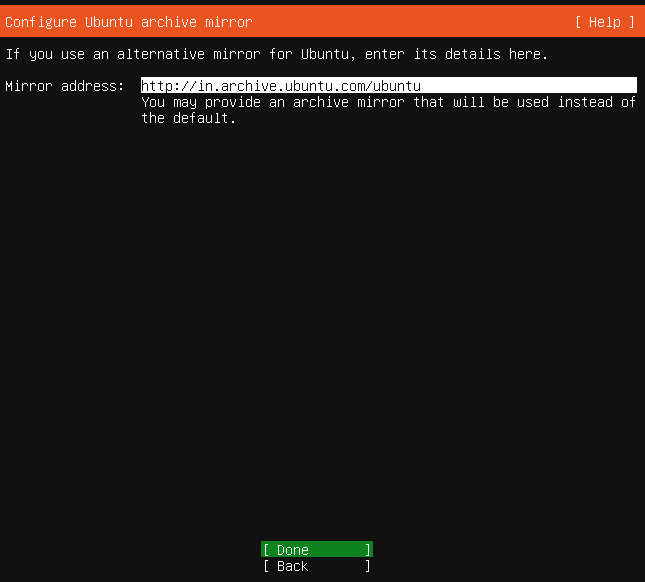 Configure Ubuntu archive mirror [ Help ]
If you use an alternative mirror for Ubuntu, enter its details here.
Mirror address: http://in.archive.ubuntu.com/ubuntu
You may provide an archive mirror that will be used instead of
the default.
[ Done ]
[ Back ]